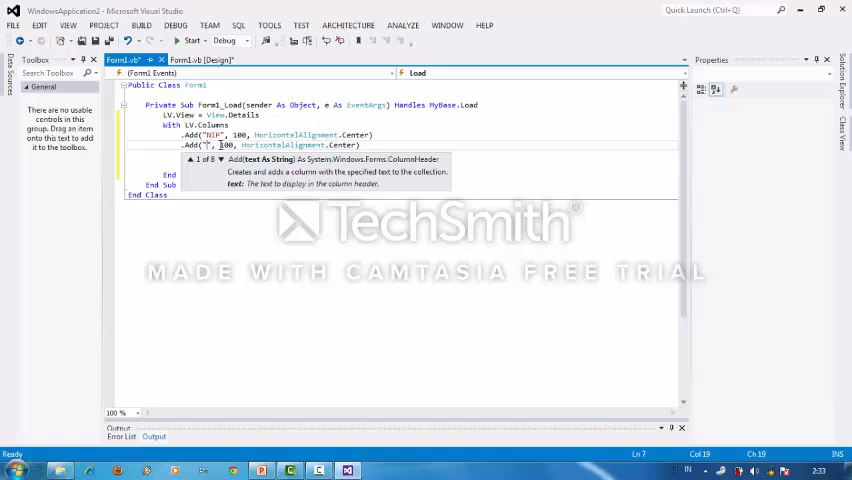 WindowsApplication2 - Microsoft Visual Studio
Quick Launch (Ctrl+Q)
FILE EDIT VIEW PROJECT BUILD DEBUG TEAM SQL TOOLS TEST ARCHITECTURE ANALYZE WINDOW HELP
Start Debug
Data Sources
Toolbox
Form1.vb*
Form1.vb [Design]*
Properties
Solution Explorer
Class View
Search Toolbox
(Form1 Events)
Load
General
There are no usable
controls in this
group. Drag an item
onto this text to add
it to the toolbox.
Public Class Form1
Private Sub Form1_Load(sender As Object, e As EventArgs) Handles MyBase.Load
LV.View = View.Details
With LV.Columns
.Add("NIP", 100, HorizontalAlignment.Center)
.Add("", 100, HorizontalAlignment.Center)
1 of 8 Add(text As String) As System.Windows.Forms.ColumnHeader
Creates and adds a column with the specified text to the collection.
text: The text to display in the column header.
End
End Sub
End Class
TechSmith®
MADE WITH CAMTASIA FREE TRIAL
100 %
Output
Error List Output
Ready
Ln 7
Col 19
Ch 19
INS
IN
2:33